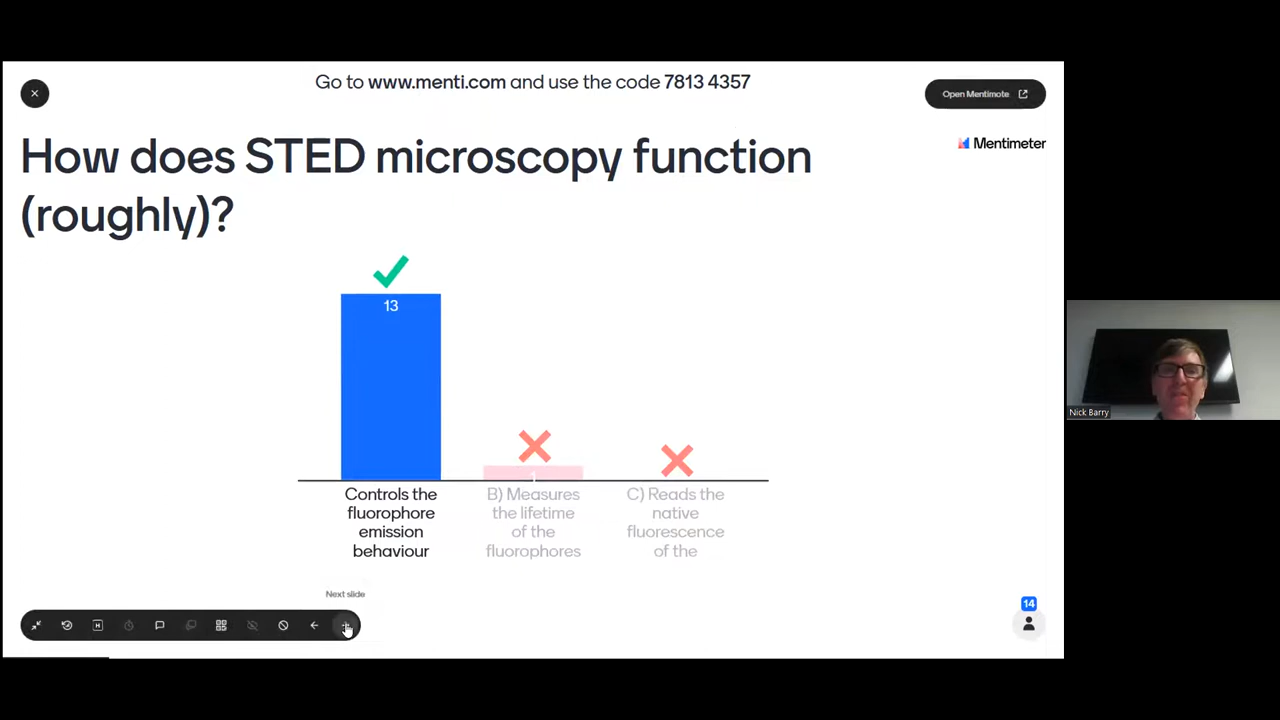 Go to www.menti.com and use the code 7813 4357
Open Mentimote
Mentimeter
How does STED microscopy function
(roughly)?
13
1
Controls the
fluorophore
emission
behaviour
B) Measures
the lifetime
of the
fluorophores
C) Reads the
native
fluorescence
of the
Nick Barry
Next slide
H
14